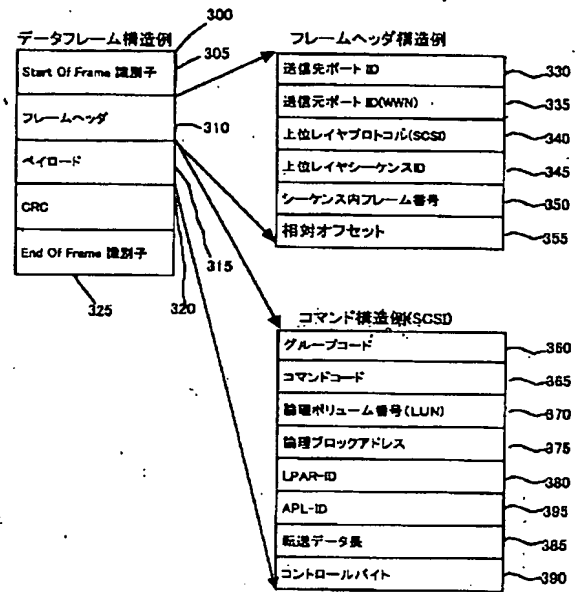 300
データフレーム構造例
305
Start Of Frame 識別子
フレームヘッダ
310
ペイロード
CRC
315
End Of Frame 識別子
320
325
フレームヘッダ構造例
送信先ポート ID
330
送信元ポート ID(WWN)
335
上位レイヤプロトコル(SCSI)
340
上位レイヤシーケンスID
345
シーケンス内フレーム番号
350
相対オフセット
355
コマンド構造例(SCSI)
グループコード
360
コマンドコード
365
論理ボリューム番号(LUN)
370
論理ブロックアドレス
375
LPAR-ID
380
APL-ID
395
転送データ長
385
コントロールバイト
390